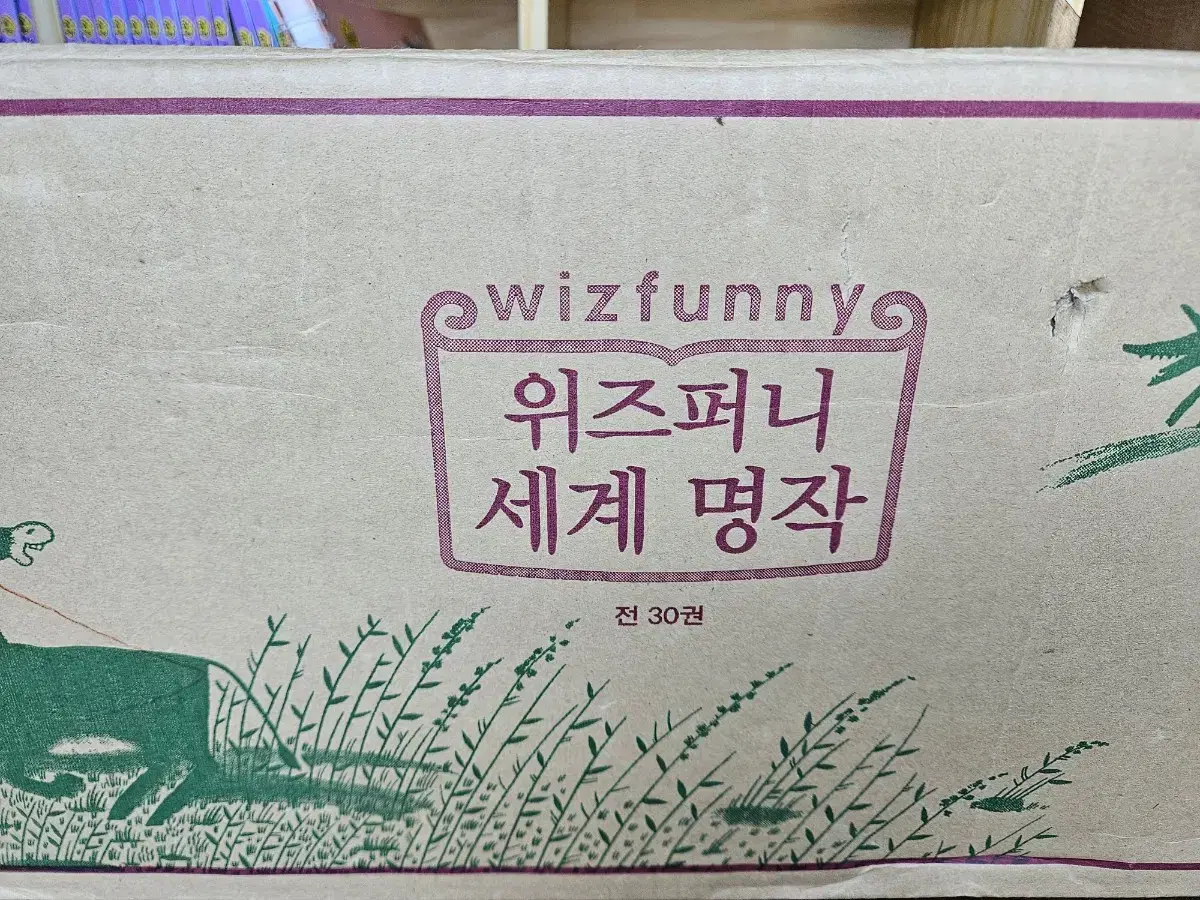 wizfunny
위즈퍼니
세계 명작
전 30권